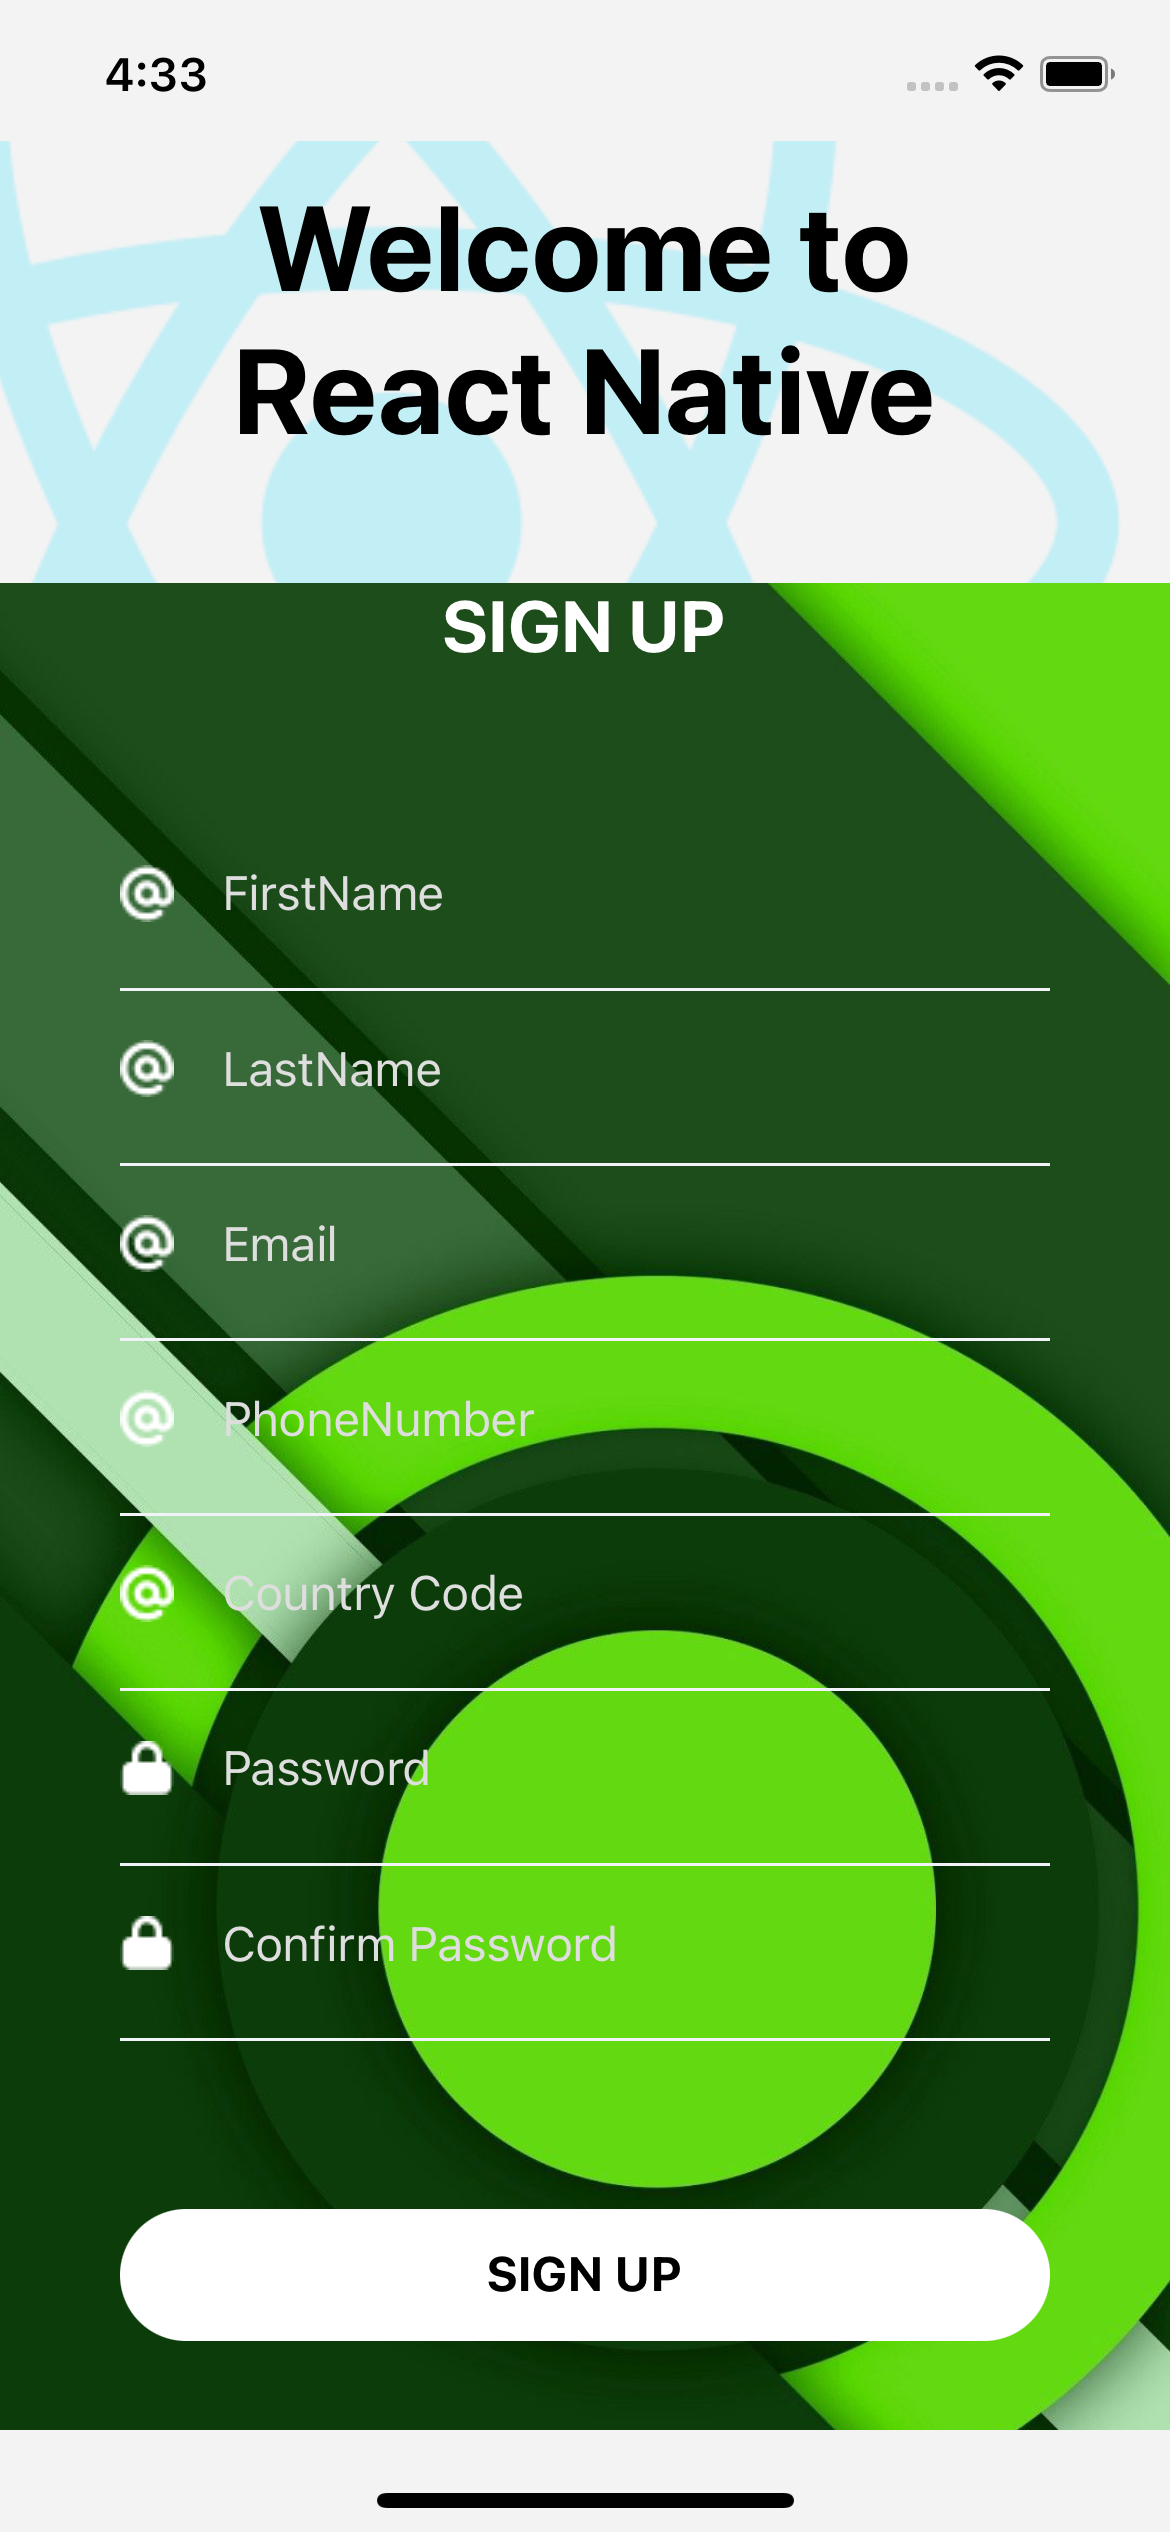 4:33
Welcome to
React Native
SIGN UP
FirstName
LastName
Email
PhoneNumber
Country Code
Password
Confirm Password
SIGN UP